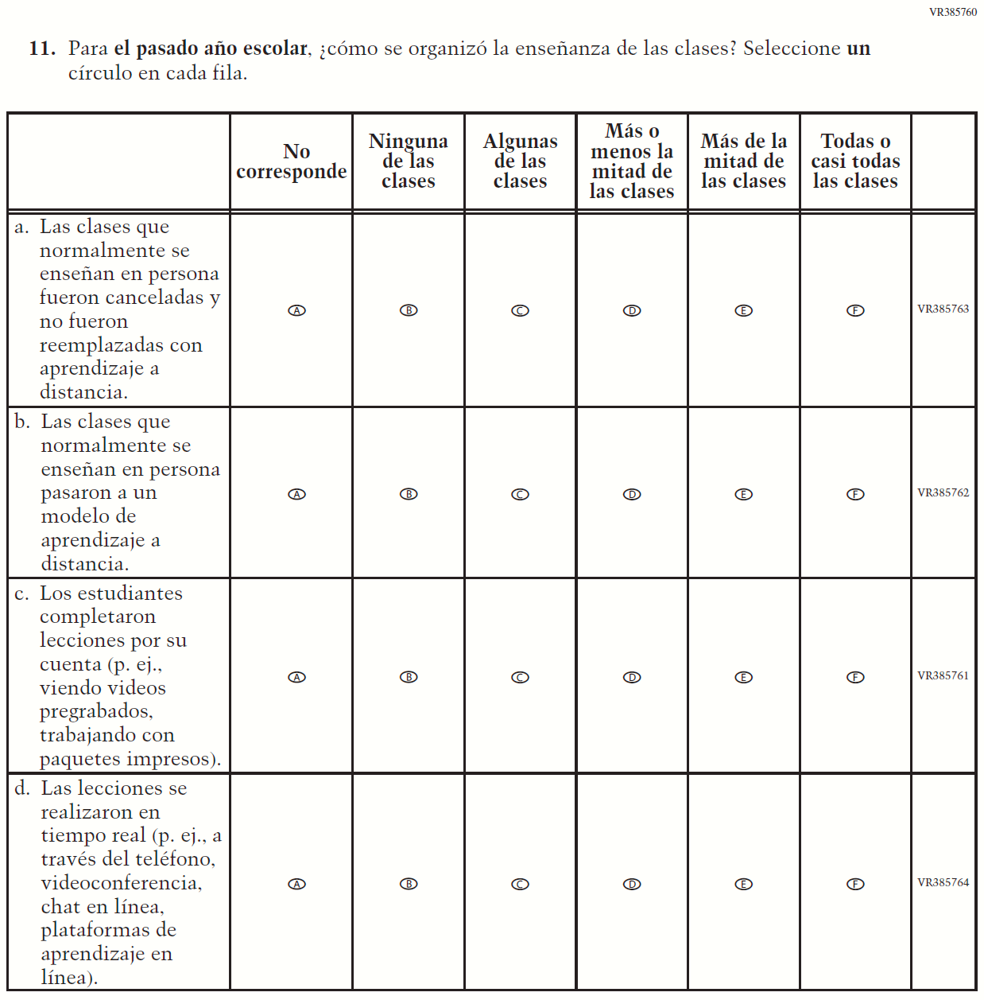 VR385760
11. Para el pasado año escolar, ¿cómo se organizó la enseñanza de las clases? Seleccione un
círculo en cada fila.
No
corresponde
Ninguna
de las
clases
Algunas
de las
clases
Más o
menos la
mitad de
las clases
Más de la
mitad de
las clases
Todas o
casi todas
las clases
a. Las clases que
normalmente se
enseñan en persona
fueron canceladas y
no fueron
reemplazadas con
aprendizaje a
distancia.
A B C D E F VR385763
b. Las clases que
normalmente se
enseñan en persona
pasaron a un
modelo de
aprendizaje a
distancia.
A B C D E F VR385762
c. Los estudiantes
completaron
lecciones por su
cuenta (p. ej.,
viendo videos
pregrabados,
trabajando con
paquetes impresos).
A B C D E F VR385761
d. Las lecciones se
realizaron en
tiempo real (p. ej., a
través del teléfono,
videoconferencia,
chat en línea,
plataformas de
aprendizaje en
línea).
A B C D E F VR385764